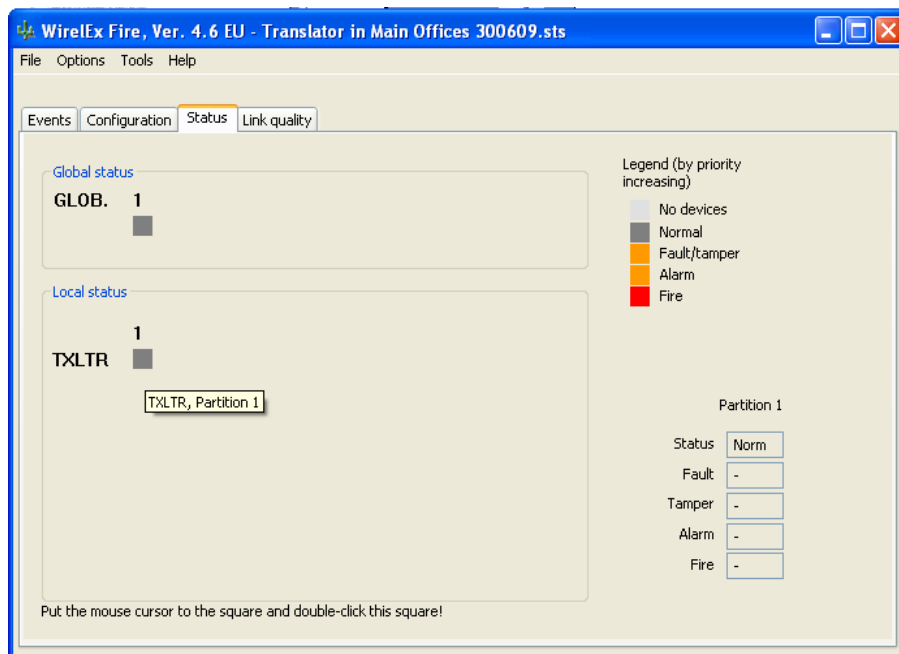 WirelEx Fire, Ver. 4.6 EU - Translator in Main Offices 300609.sts
File Options Tools Help
Events Configuration Status Link quality
Global status
GLOB. 1
Local status
1
TXLTR
TXLTR, Partition 1
Legend (by priority
increasing)
No devices
Normal
Fault/tamper
Alarm
Fire
Partition 1
Status Norm
Fault -
Tamper -
Alarm -
Fire -
Put the mouse cursor to the square and double-click this square!